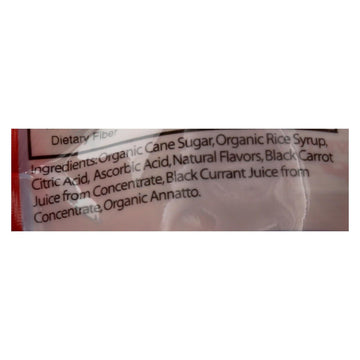 Dietary Fiber
Ingredients: Organic Cane Sugar, Organic Rice Syrup,
Citric Acid, Ascorbic Acid, Natural Flavors, Black Carrot
Juice from Concentrate, Black Currant Juice from
Concentrate, Organic Annatto.